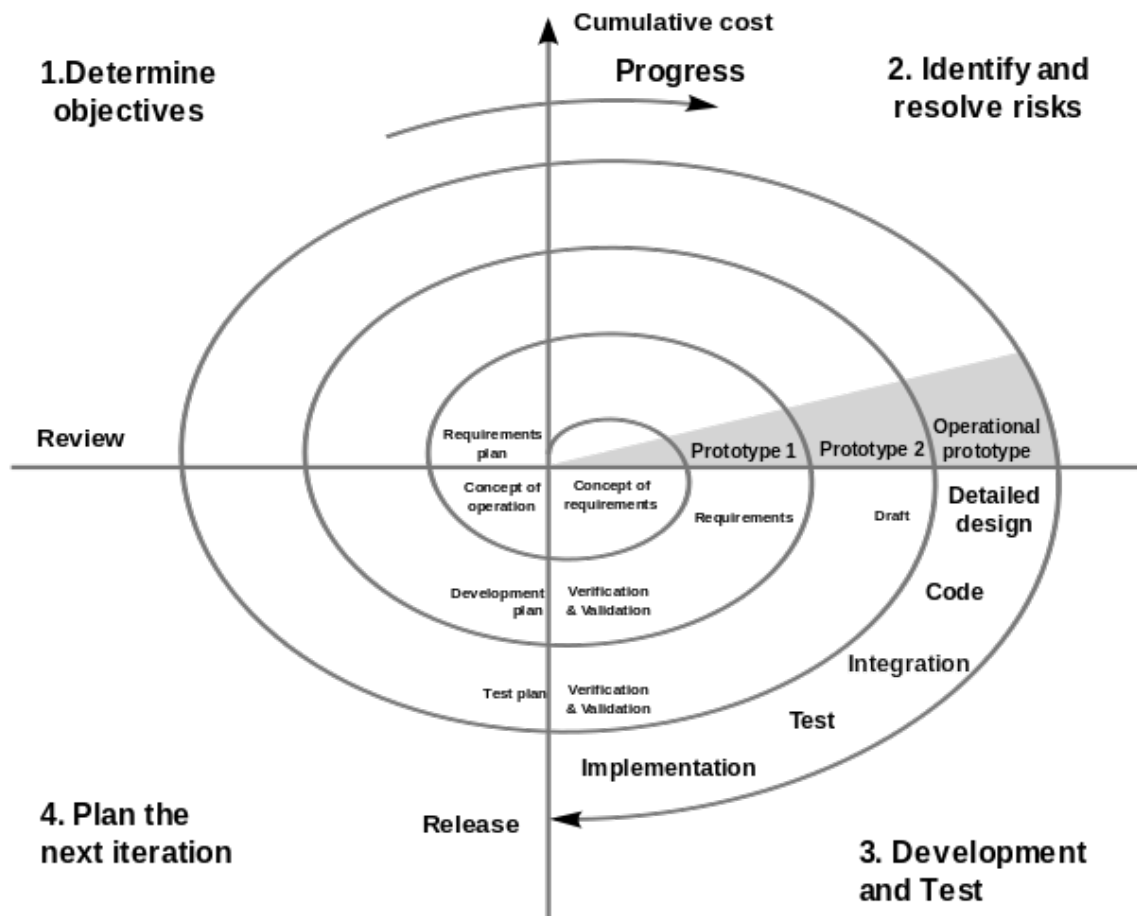 Cumulative cost
1.Determine
objectives
Progress
2. Identify and
resolve risks
Review
Requirements
plan
Prototype 1
Prototype 2
Operational
prototype
Concept of
operation
Concept of
requirements
Requirements
Draft
Detailed
design
Development
plan
Verification
& Validation
Code
Integration
Test plan
Verification
& Validation
Test
Implementation
4. Plan the
next iteration
Release
3. Development
and Test